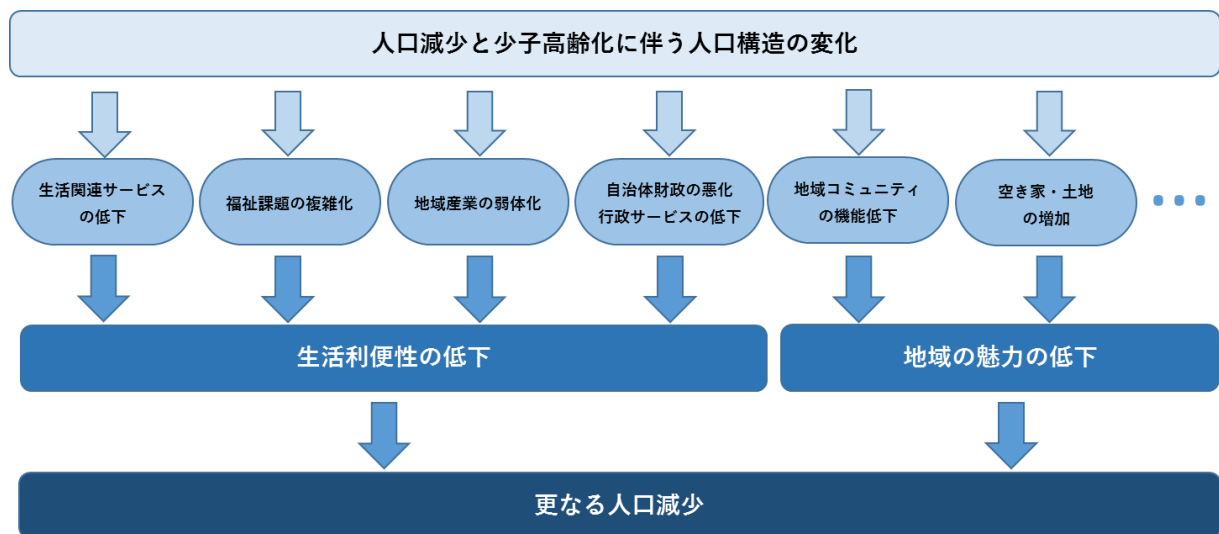 人口減少と少子高齢化に伴う人口構造の変化
生活関連サービス
の低下
福祉課題の複雑化
地域産業の弱体化
自治体財政の悪化
行政サービスの低下
地域コミュニティ
の機能低下
空き家・土地
の増加
・・・
生活利便性の低下
地域の魅力の低下
更なる人口減少